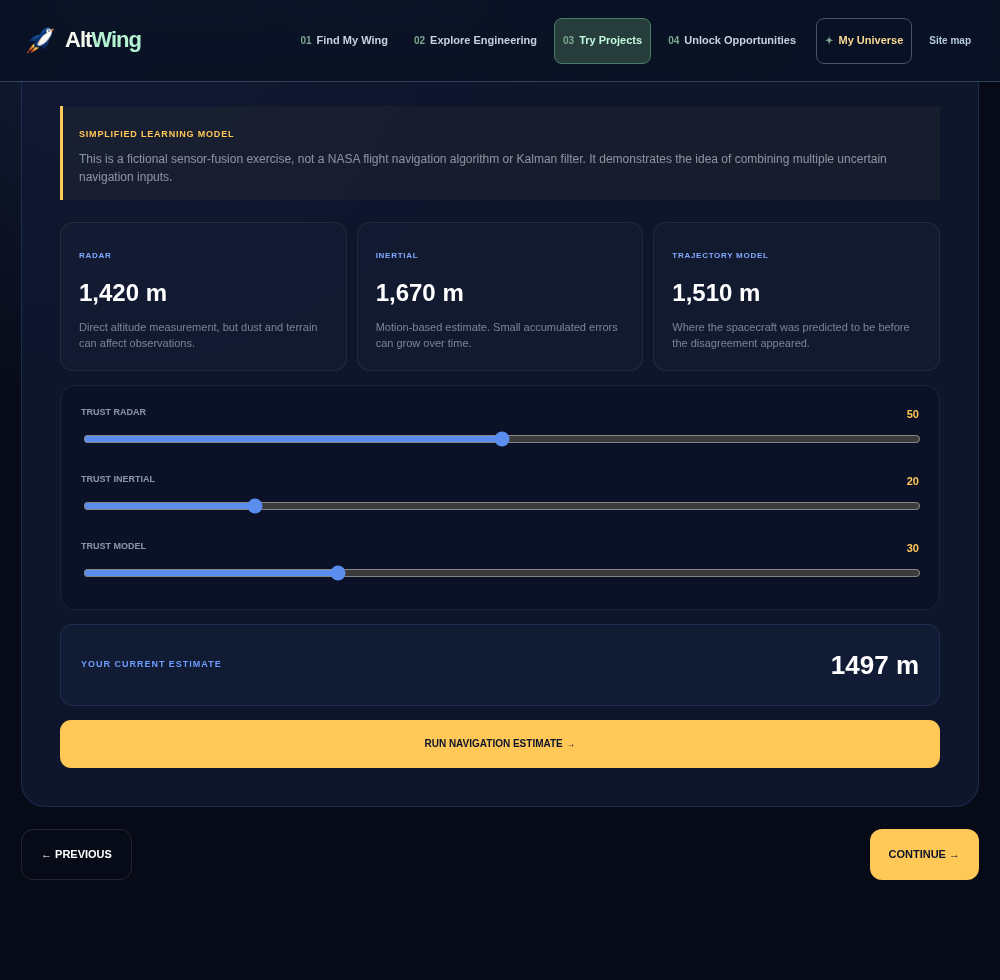 AltWing
01 Find My Wing
02 Explore Engineering
03 Try Projects
04 Unlock Opportunities
✦ My Universe
Site map
SIMPLIFIED LEARNING MODEL
This is a fictional sensor-fusion exercise, not a NASA flight navigation algorithm or Kalman filter. It demonstrates the idea of combining multiple uncertain
navigation inputs.
RADAR
1,420 m
Direct altitude measurement, but dust and terrain
can affect observations.
INERTIAL
1,670 m
Motion-based estimate. Small accumulated errors
can grow over time.
TRAJECTORY MODEL
1,510 m
Where the spacecraft was predicted to be before
the disagreement appeared.
TRUST RADAR
50
TRUST INERTIAL
20
TRUST MODEL
30
YOUR CURRENT ESTIMATE
1497 m
RUN NAVIGATION ESTIMATE →
← PREVIOUS
CONTINUE →